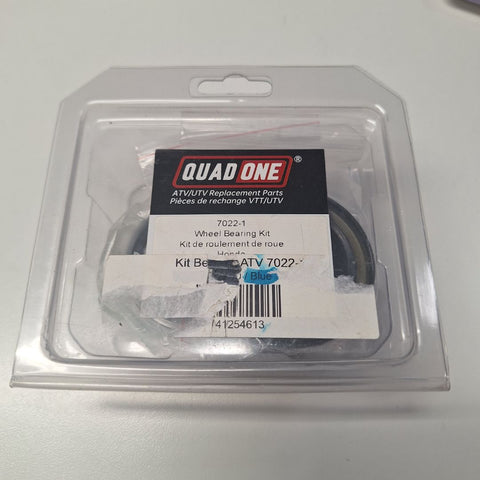 QUAD ONE®
ATV/UTV Replacement Parts
Pièces de rechange VTT/UTV
7022-1
Wheel Bearing Kit
Kit de roulement de roue
Honda
Kit Be ATV 7022-
Blue
41254613